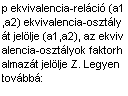 p ekvivalencia-reláció (a1
,a2) ekvivalencia-osztály
át jelölje (a1,a2), az ekviv
alencia-osztályok faktorh
almazát jelölje Z. Legyen
továbbá: